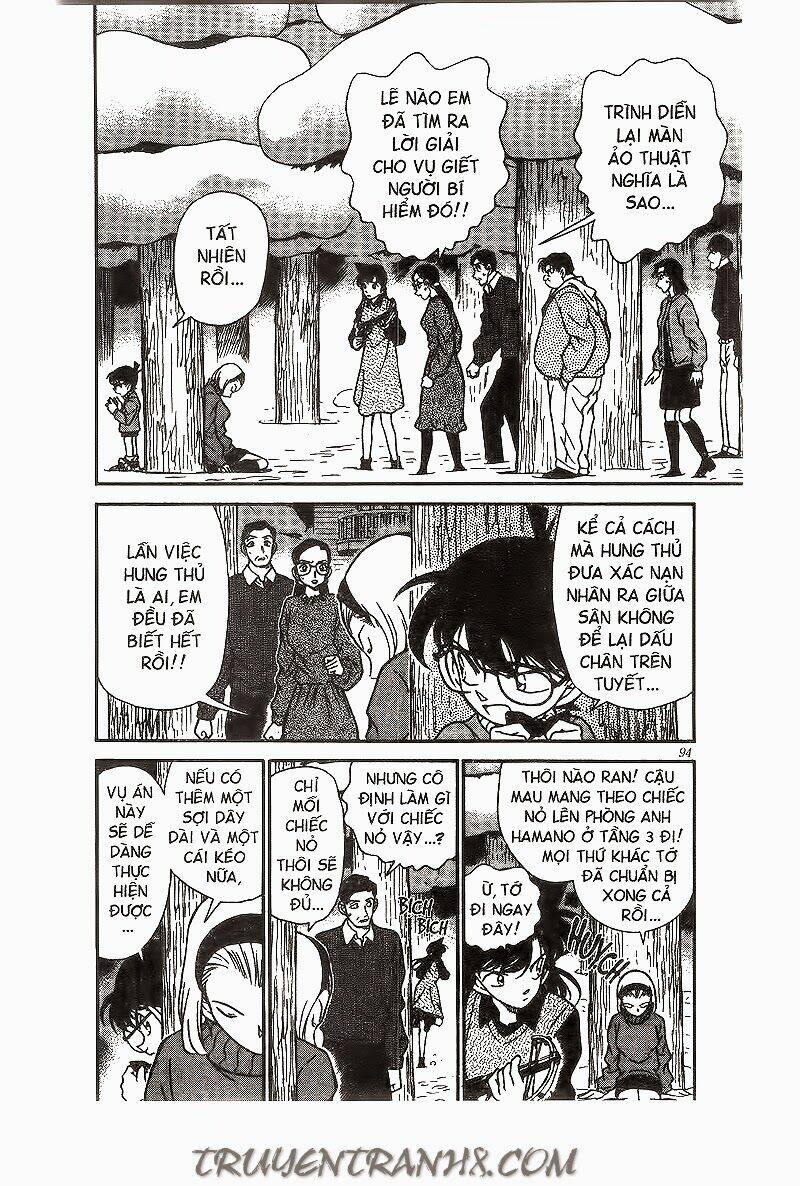 TRÌNH DIỄN
LẠI MÀN
ẢO THUẬT
NGHĨA LÀ
SAO...
LẼ NÀO EM
ĐÃ TÌM RA
LỜI GIẢI
CHO VỤ GIẾT
NGƯỜI BÍ
HIỂM ĐÓ!!
TẤT
NHIÊN
RỒI...
KỂ CẢ CÁCH
MÀ HUNG THỦ
ĐƯA XÁC NẠN
NHÂN RA GIỮA
SÂN KHÔNG
ĐỂ LẠI DẤU
CHÂN TRÊN
TUYẾT...
LẪN VIỆC
HUNG THỦ
LÀ AI, EM
ĐỀU ĐÃ
BIẾT HẾT
RỒI!!
94
THÔI NÀO RAN! CẬU
MAU MANG THEO CHIẾC
NỎ LÊN PHÒNG ANH
HAMANO Ở TẦNG 3 ĐI!
MỌI THỨ KHÁC TỚ
ĐÃ CHUẨN BỊ
XONG CẢ
RỒI...
HUỴCH
Ừ, TỚ
ĐI NGAY
ĐÂY!
NHƯNG CÔ
ĐỊNH LÀM GÌ
VỚI CHIẾC
NỎ VẬY...?
BỊCH
BỊCH
CHỈ
MỖI
CHIẾC
NỎ
THÔI SẼ
KHÔNG
ĐỦ...
NẾU CÓ
THÊM MỘT
SỢI DÂY
DÀI VÀ MỘT
CÁI KÉO
NỮA,
VỤ ÁN
NÀY
SẼ DỄ
DÀNG
THỰC
HIỆN
ĐƯỢC
...
TRUYENTRANH8.COM